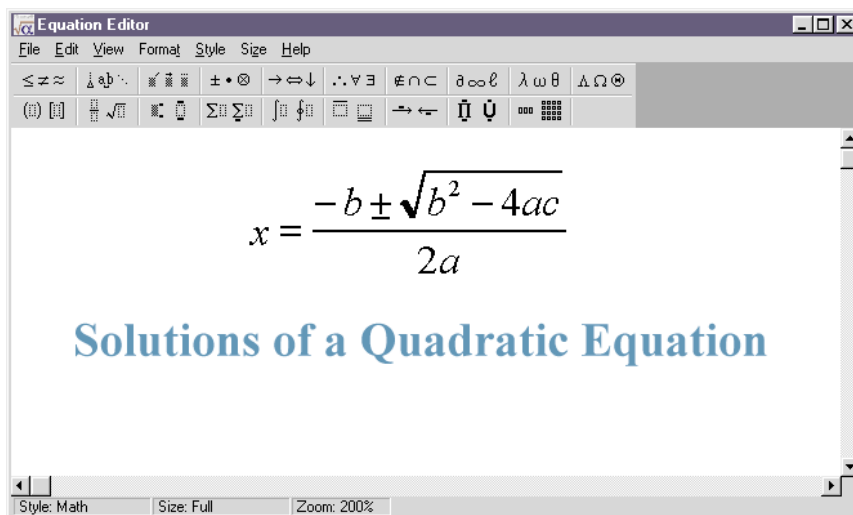 Equation Editor
File Edit View Format Style Size Help
≤ ≠ ≈ ∙ ± • ⊗ → ⇔ ↓ ∴ ∀ ∃ ∉ ∩ ⊂ ∂ ∞ ℓ λ ω θ Λ Ω Θ
x = (-b ± √(b² - 4ac)) / 2a
Solutions of a Quadratic Equation
Style: Math Size: Full Zoom: 200%